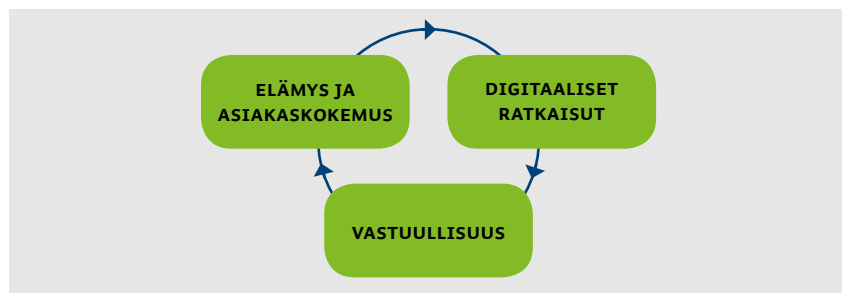 ELÄMYS JA
ASIAKASKOKEMUS
DIGITAALISET
RATKAISUT
VASTUULLISUUS